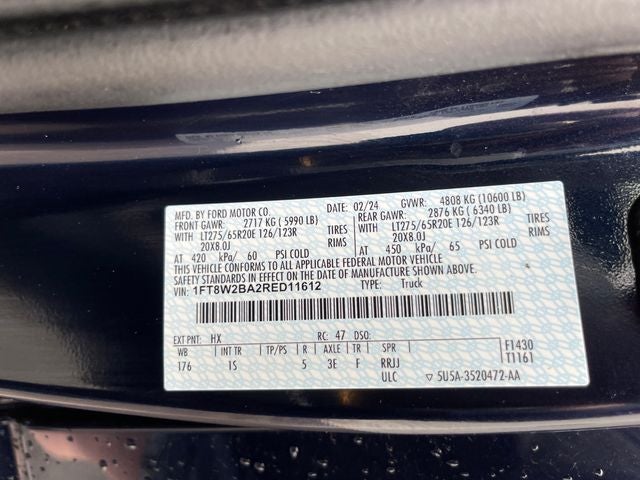 MFD. BY FORD MOTOR CO. DATE: 02/24 GVWR: 4808 KG (10600 LB)
FRONT GAWR: 2717 KG (5990 LB) REAR GAWR: 2876 KG (6340 LB)
WITH LT275/65R20E 126/123R TIRES WITH LT275/65R20E 126/123R TIRES
20X8.0J RIMS 20X8.0J RIMS
AT 420 kPa/ 60 PSI COLD AT 450 kPa/ 65 PSI COLD
THIS VEHICLE CONFORMS TO ALL APPLICABLE FEDERAL MOTOR VEHICLE
SAFETY STANDARDS IN EFFECT ON THE DATE OF MANUFACTURE SHOWN ABOVE.
VIN: 1FT8W2BA2RED11612 TYPE: Truck
EXT PNT: HX RC: 47 DSO: F1430
WB INT TR TP/PS R AXLE TR SPR T1161
176 1S 5 3E F RRJJ
ULC ▽ 5U5A-3520472-AA